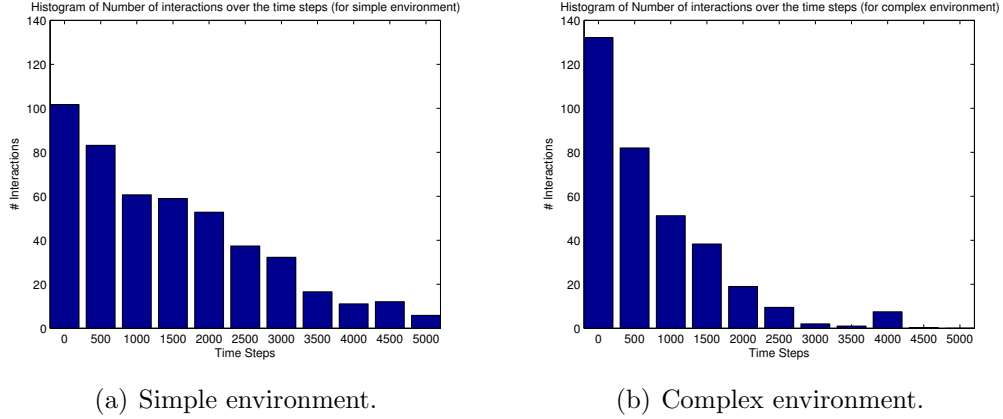 Histogram of Number of interactions over the time steps (for simple environment)
140
120
100
80
60
40
20
0
# Interactions
0 500 1000 1500 2000 2500 3000 3500 4000 4500 5000
Time Steps
(a) Simple environment.
Histogram of Number of interactions over the time steps (for complex environment)
140
120
100
80
60
40
20
0
# Interactions
0 500 1000 1500 2000 2500 3000 3500 4000 4500 5000
Time Steps
(b) Complex environment.